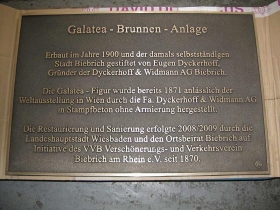 Galatea - Brunnen - Anlage
Erbaut im Jahre 1900 und der damals selbstständigen
Stadt Biebrich gestiftet von Eugen Dyckerhoff,
Gründer der Dyckerhoff & Widmann AG Biebrich.
Die Galatea - Figur wurde bereits 1871 anlässlich der
Weltausstellung in Wien durch die Fa. Dyckerhoff & Widmann AG
in Stampfbeton ohne Armierung hergestellt.
Die Restaurierung und Sanierung erfolgte 2008/2009 durch die
Landeshauptstadt Wiesbaden und den Ortsbeirat Biebrich auf
Initiative des VVB Verschönerungs- und Verkehrsverein
Biebrich am Rhein e.V. seit 1870.